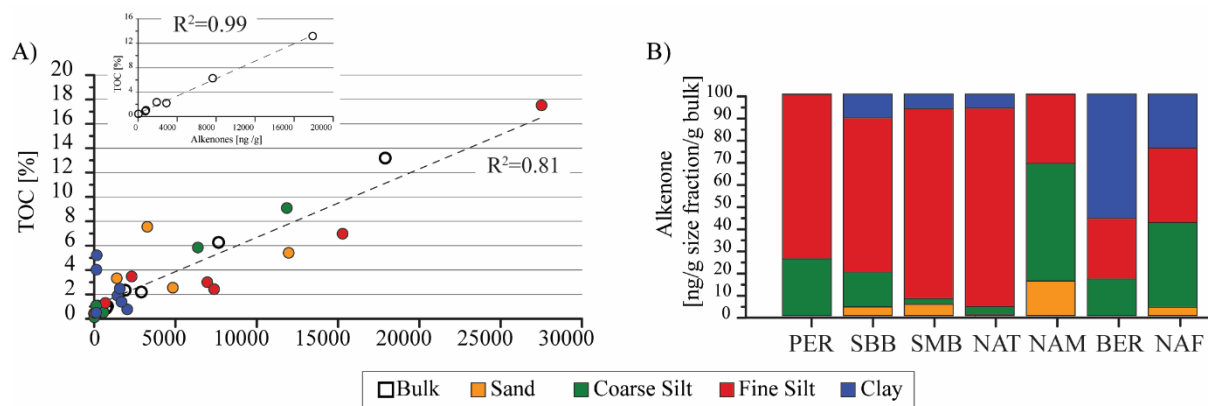 A)
R²=0.99
TOC [%]
16
12
8
4
0
0 4000 8000 12000 16000 20000
Alkenones [ng /g]
TOC [%]
20
18
16
14
12
10
8
6
4
2
0
R²=0.81
0 5000 10000 15000 20000 25000 30000
B)
Alkenone
[ng/g size fraction/g bulk]
100
90
80
70
60
50
40
30
20
10
0
PER SBB SMB NAT NAM BER NAF
Bulk Sand Coarse Silt Fine Silt Clay